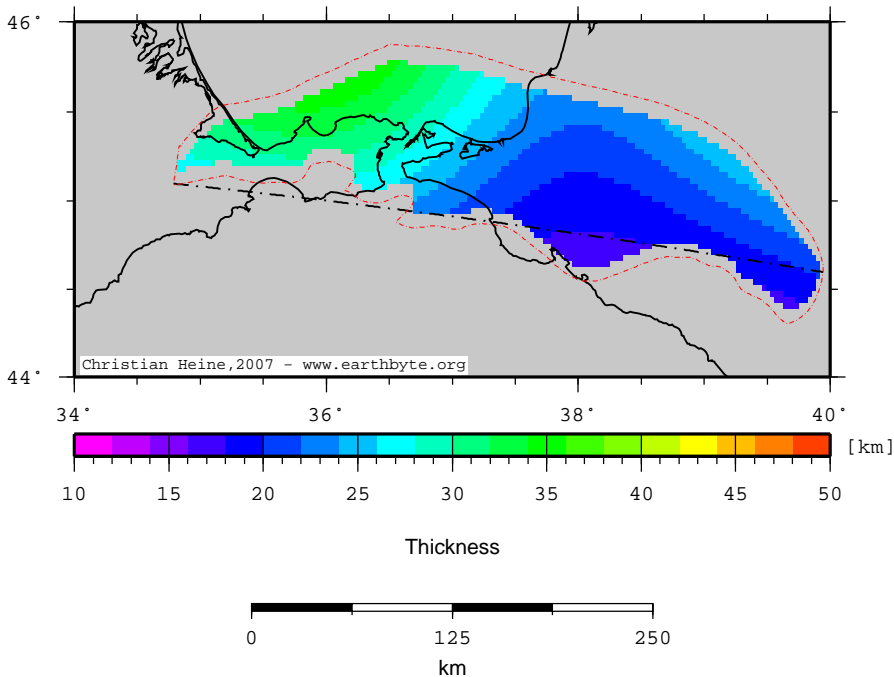 46°
44°
Christian Heine,2007 - www.earthbyte.org
34° 36° 38° 40°
[km]
10 15 20 25 30 35 40 45 50
Thickness
0 125 250
km